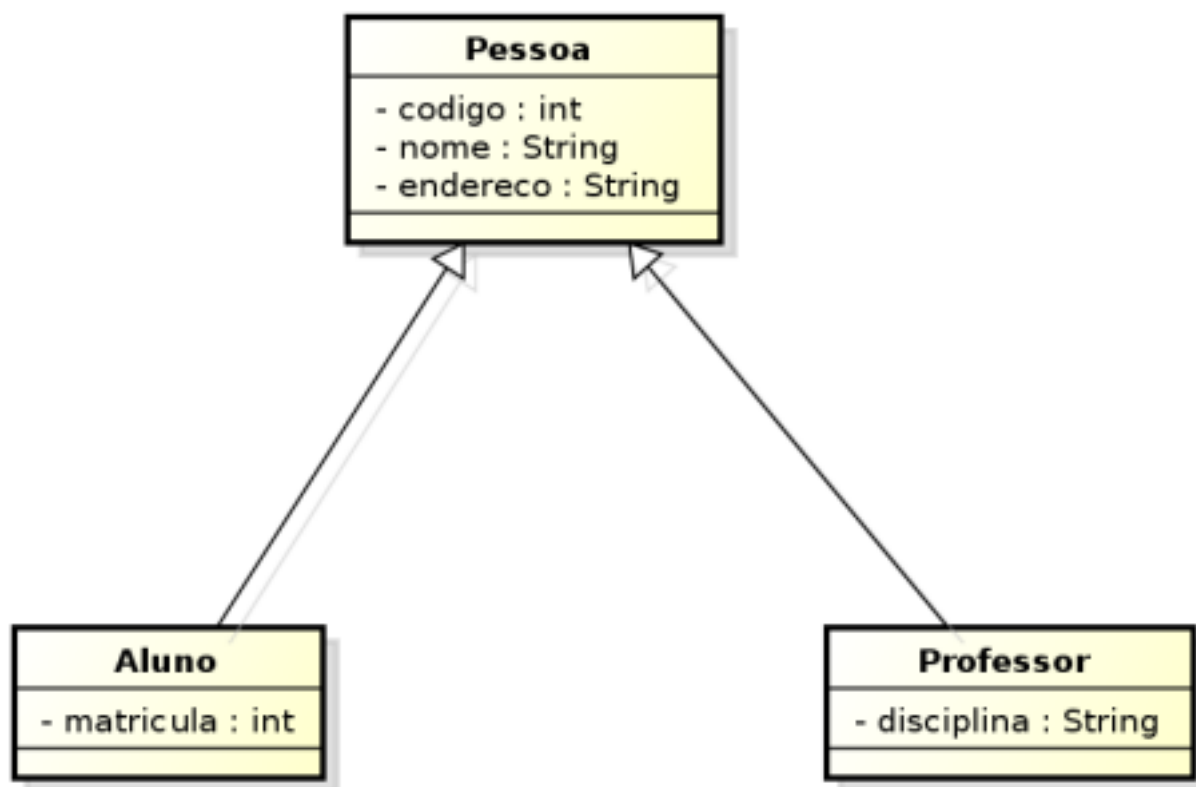 Pessoa
- codigo : int
- nome : String
- endereco : String
Aluno
- matricula : int
Professor
- disciplina : String